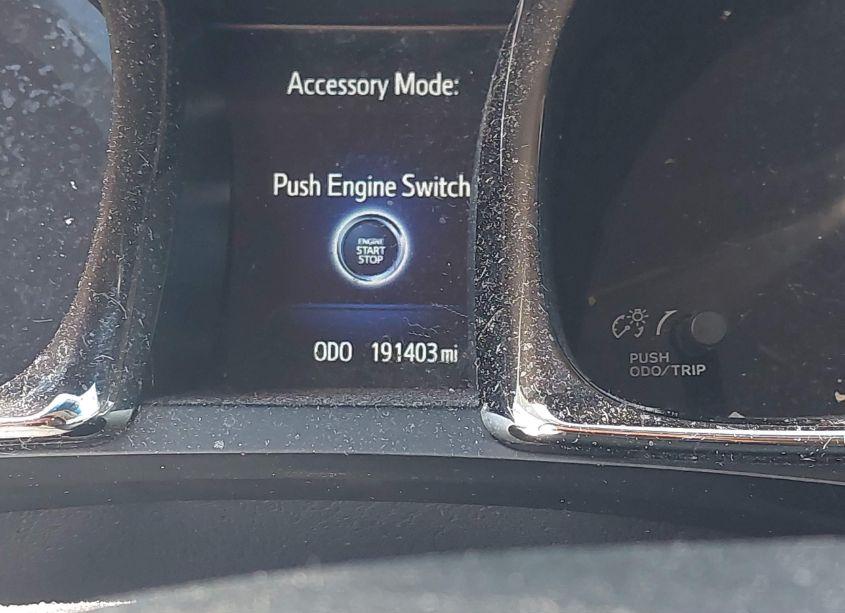 Accessory Mode:
Push Engine Switch
ENGINE
START
STOP
ODO 191403 mi
PUSH
ODO/TRIP